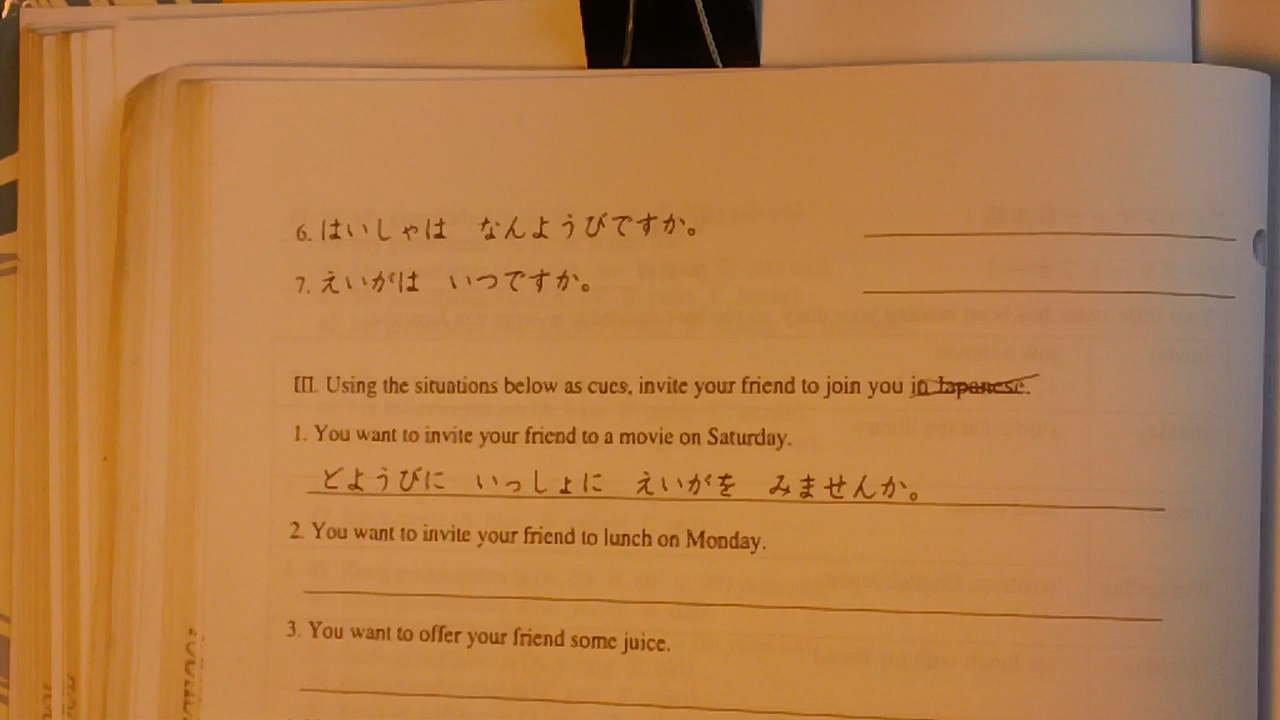 6. はいしゃは なんようびですか。
7. えいがは いつですか。
III. Using the situations below as cues, invite your friend to join you in Japanese.
1. You want to invite your friend to a movie on Saturday.
どようびに いっしょに えいがを みませんか。
2. You want to invite your friend to lunch on Monday.
3. You want to offer your friend some juice.